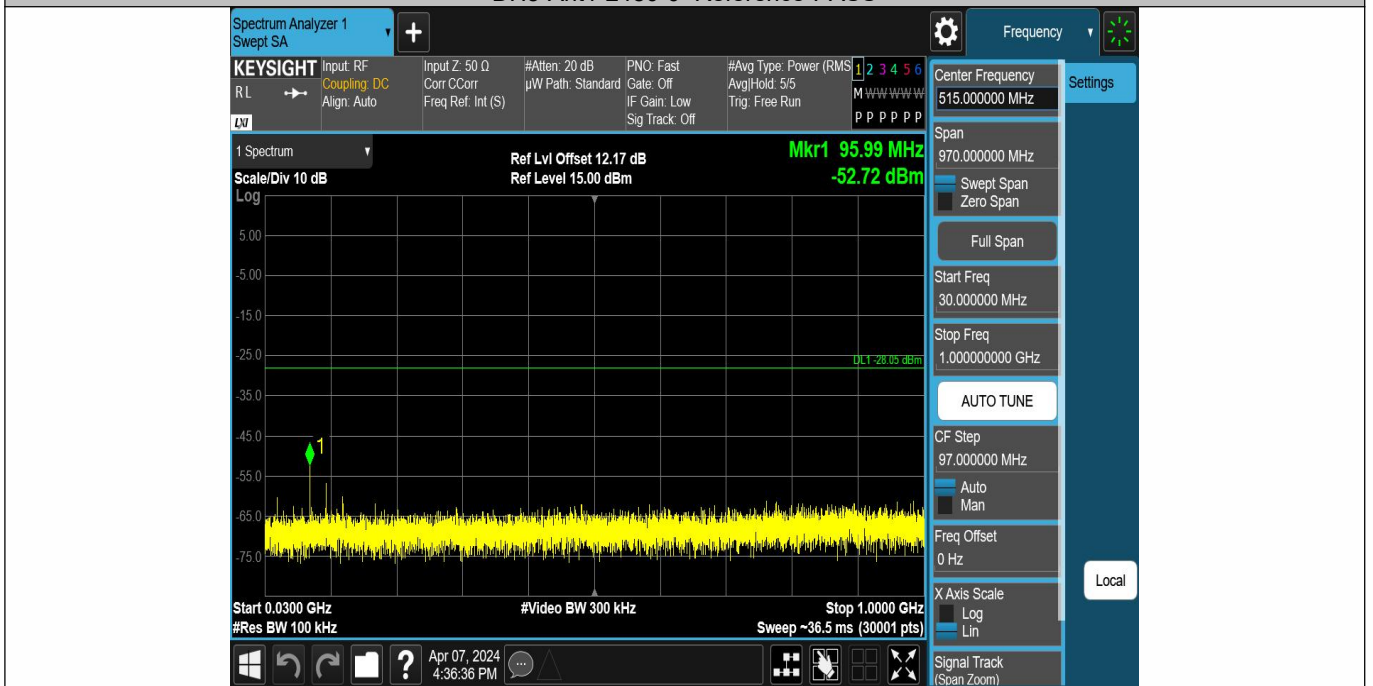 Spectrum Analyzer 1
Swept SA
+
Frequency
KEYSIGHT
RL
LXI
Input: RF
Coupling: DC
Align: Auto
Input Z: 50 Ω
Corr CCorr
Freq Ref: Int (S)
#Atten: 20 dB
µW Path: Standard
PNO: Fast
Gate: Off
IF Gain: Low
Sig Track: Off
#Avg Type: Power (RMS
Avg|Hold: 5/5
Trig: Free Run
1 2 3 4 5 6
M W W W W W
P P P P P P
1 Spectrum
Scale/Div 10 dB
Log
Ref Lvl Offset 12.17 dB
Ref Level 15.00 dBm
Mkr1 95.99 MHz
-52.72 dBm
5.00
-5.00
-15.0
-25.0
DL1 -28.05 dBm
-35.0
-45.0
1
-55.0
-65.0
-75.0
Start 0.0300 GHz
#Res BW 100 kHz
#Video BW 300 kHz
Stop 1.0000 GHz
Sweep ~36.5 ms (30001 pts)
Apr 07, 2024
4:36:36 PM
?
Center Frequency
515.000000 MHz
Settings
Span
970.000000 MHz
Swept Span
Zero Span
Full Span
Start Freq
30.000000 MHz
Stop Freq
1.000000000 GHz
AUTO TUNE
CF Step
97.000000 MHz
Auto
Man
Freq Offset
0 Hz
X Axis Scale
Log
Lin
Local
Signal Track
(Span Zoom)